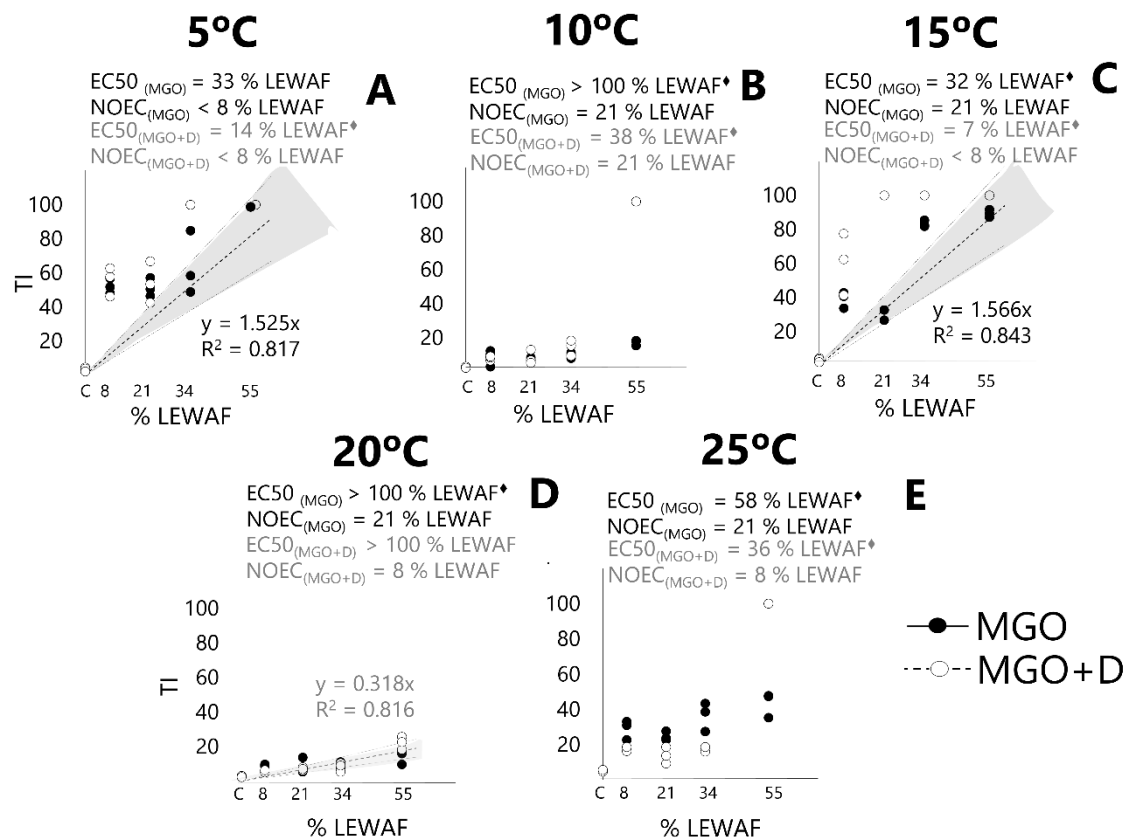 5ºC
EC50 (MGO) = 33 % LEWAF
NOEC(MGO) < 8 % LEWAF
EC50(MGO+D) = 14 % LEWAF♦
NOEC(MGO+D) < 8 % LEWAF
A
100
80
60
40
20
TI
y = 1.525x
R² = 0.817
C 8 21 34 55
% LEWAF
10ºC
EC50 (MGO) > 100 % LEWAF♦
NOEC(MGO) = 21 % LEWAF
EC50(MGO+D) = 38 % LEWAF♦
NOEC(MGO+D) = 21 % LEWAF
B
100
80
60
40
20
C 8 21 34 55
% LEWAF
15ºC
EC50 (MGO) = 32 % LEWAF♦
NOEC(MGO) = 21 % LEWAF
EC50(MGO+D) = 7 % LEWAF♦
NOEC(MGO+D) < 8 % LEWAF
C
100
80
60
40
20
y = 1.566x
R² = 0.843
C 8 21 34 55
% LEWAF
20ºC
EC50 (MGO) > 100 % LEWAF♦
NOEC(MGO) = 21 % LEWAF
EC50(MGO+D) > 100 % LEWAF
NOEC(MGO+D) = 8 % LEWAF
D
100
80
60
40
20
TI
y = 0.318x
R² = 0.816
C 8 21 34 55
% LEWAF
25ºC
EC50 (MGO) = 58 % LEWAF♦
NOEC(MGO) = 21 % LEWAF
EC50(MGO+D) = 36 % LEWAF♦
NOEC(MGO+D) = 8 % LEWAF
E
100
80
60
40
20
C 8 21 34 55
% LEWAF
MGO
MGO+D